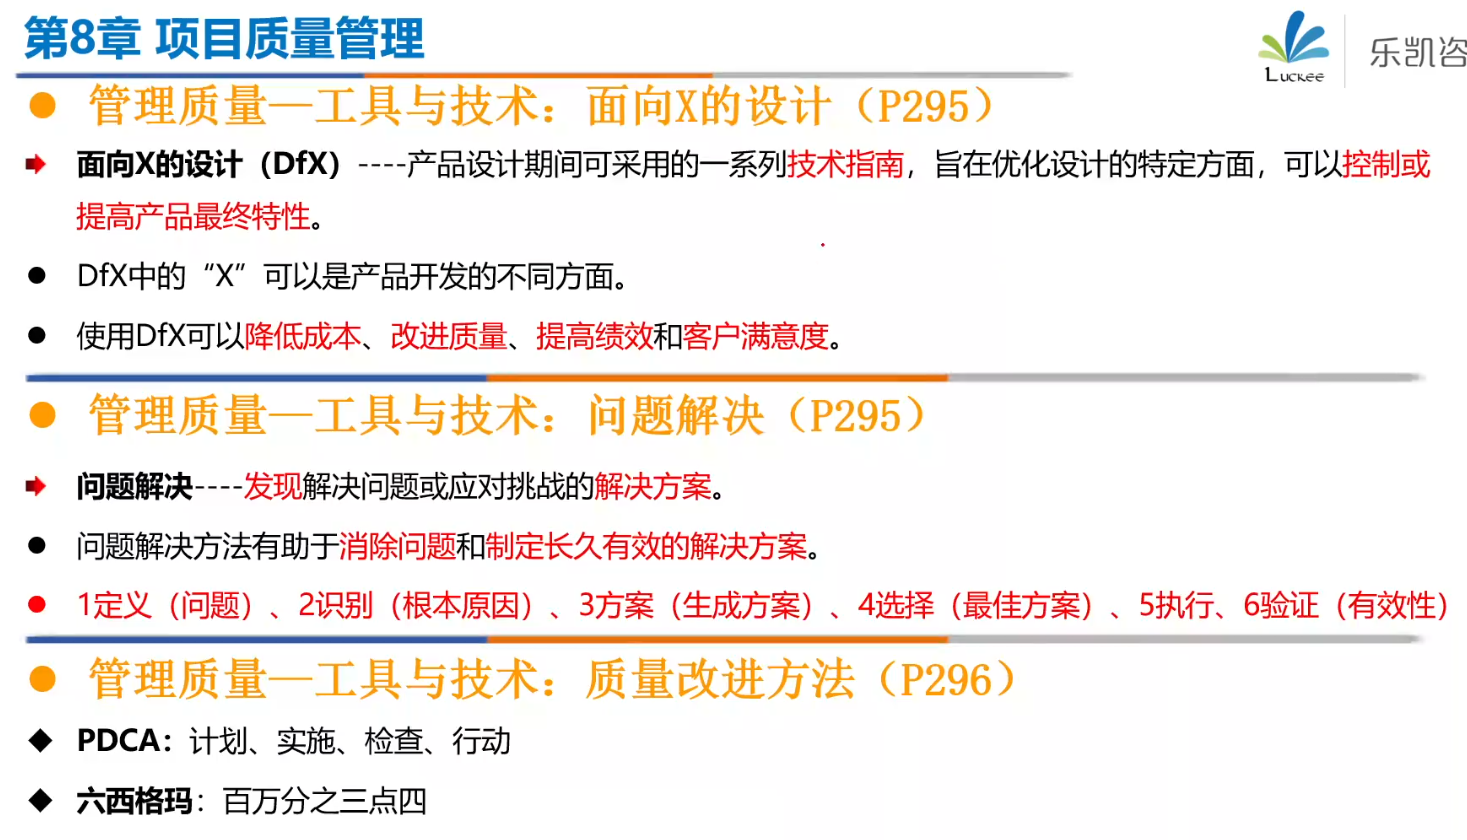 第8章 项目质量管理
Luckee
乐凯咨
管理质量—工具与技术：面向X的设计（P295）
面向X的设计（DfX）----产品设计期间可采用的一系列技术指南，旨在优化设计的特定方面，可以控制或
提高产品最终特性。
DfX中的“X”可以是产品开发的不同方面。
使用DfX可以降低成本、改进质量、提高绩效和客户满意度。
管理质量—工具与技术：问题解决（P295）
问题解决----发现解决问题或应对挑战的解决方案。
问题解决方法有助于消除问题和制定长久有效的解决方案。
1定义（问题）、2识别（根本原因）、3方案（生成方案）、4选择（最佳方案）、5执行、6验证（有效性）
管理质量—工具与技术：质量改进方法（P296）
PDCA：计划、实施、检查、行动
六西格玛：百万分之三点四